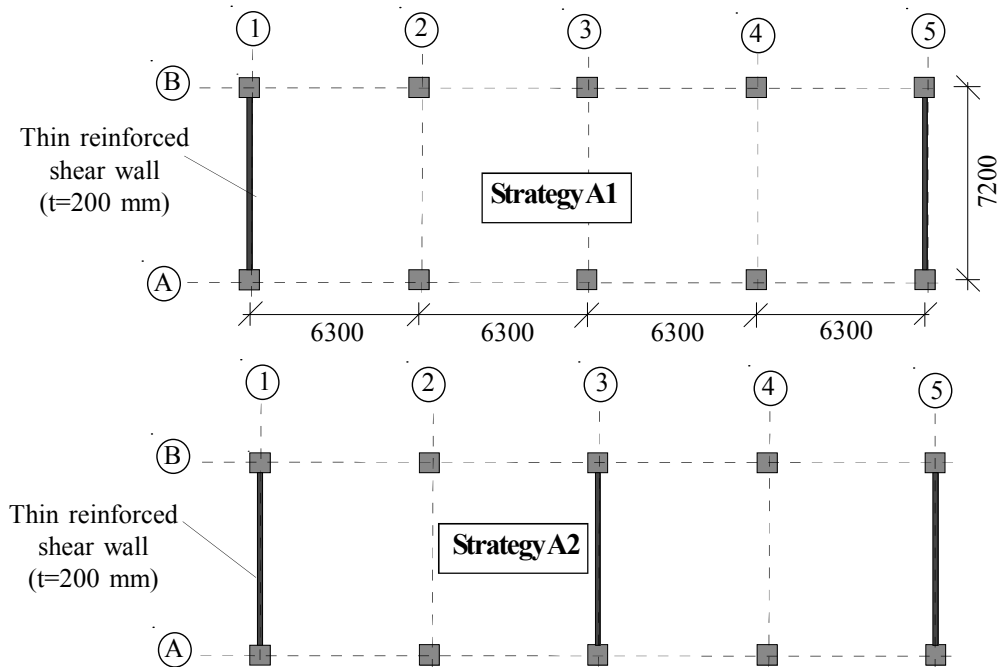 1 2 3 4 5
B
Thin reinforced
shear wall
(t=200 mm)
Strategy A1
7200
A
6300 6300 6300 6300
1 2 3 4 5
B
Thin reinforced
shear wall
(t=200 mm)
Strategy A2
A